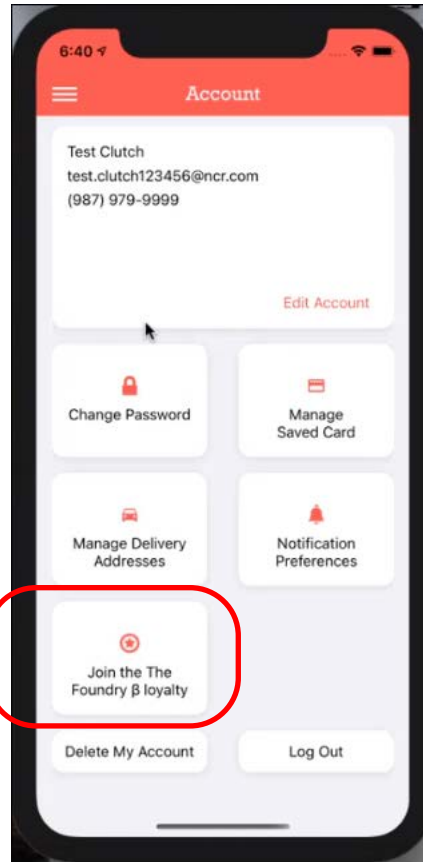 6:40
Account
Test Clutch
test.clutch123456@ncr.com
(987) 979-9999
Edit Account
Change Password
Manage
Saved Card
Manage Delivery
Addresses
Notification
Preferences
Join the The
Foundry β loyalty
Delete My Account
Log Out